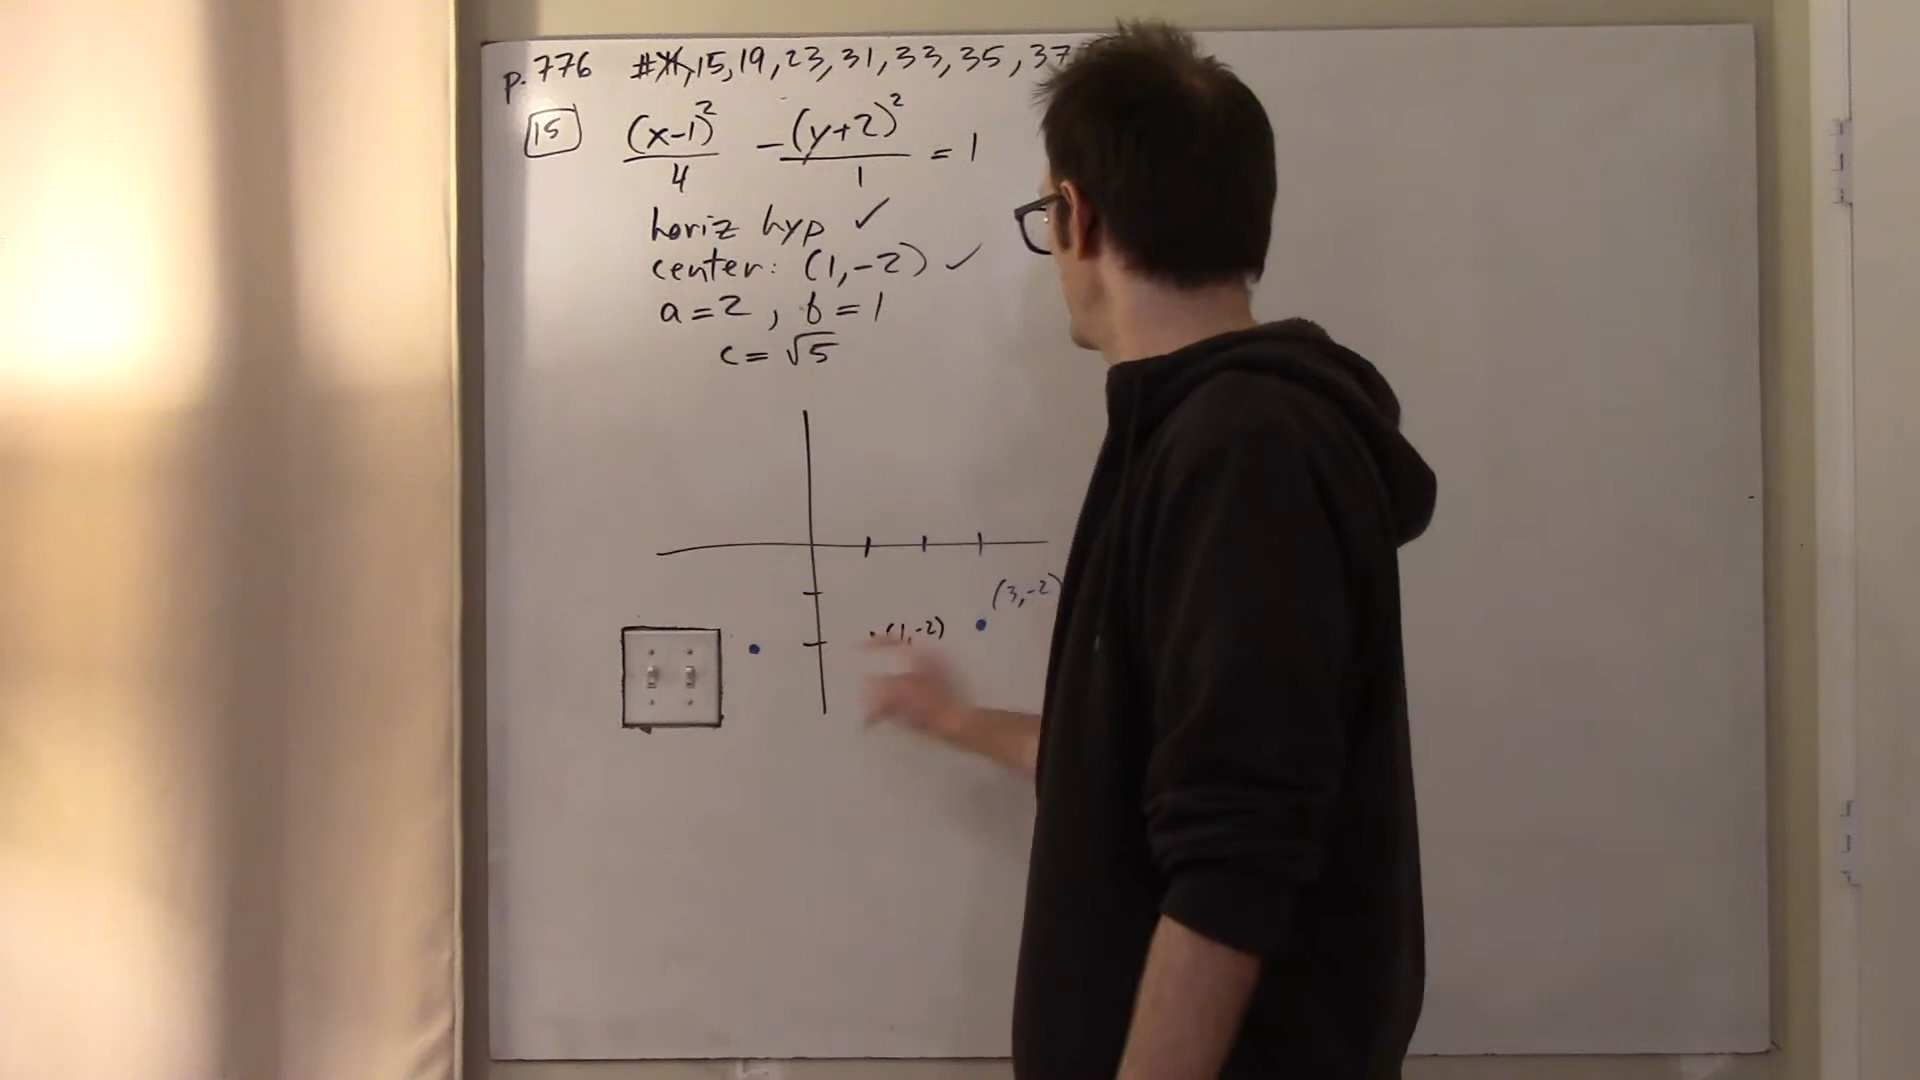 p. 776 # 15, 19, 23, 31, 33, 35, 37
15 (x-1)²/4 - (y+2)²/1 = 1
horiz hyp ✓
center: (1,-2) ✓
a=2, b=1
c=√5
(3,-2)
(1,-2)